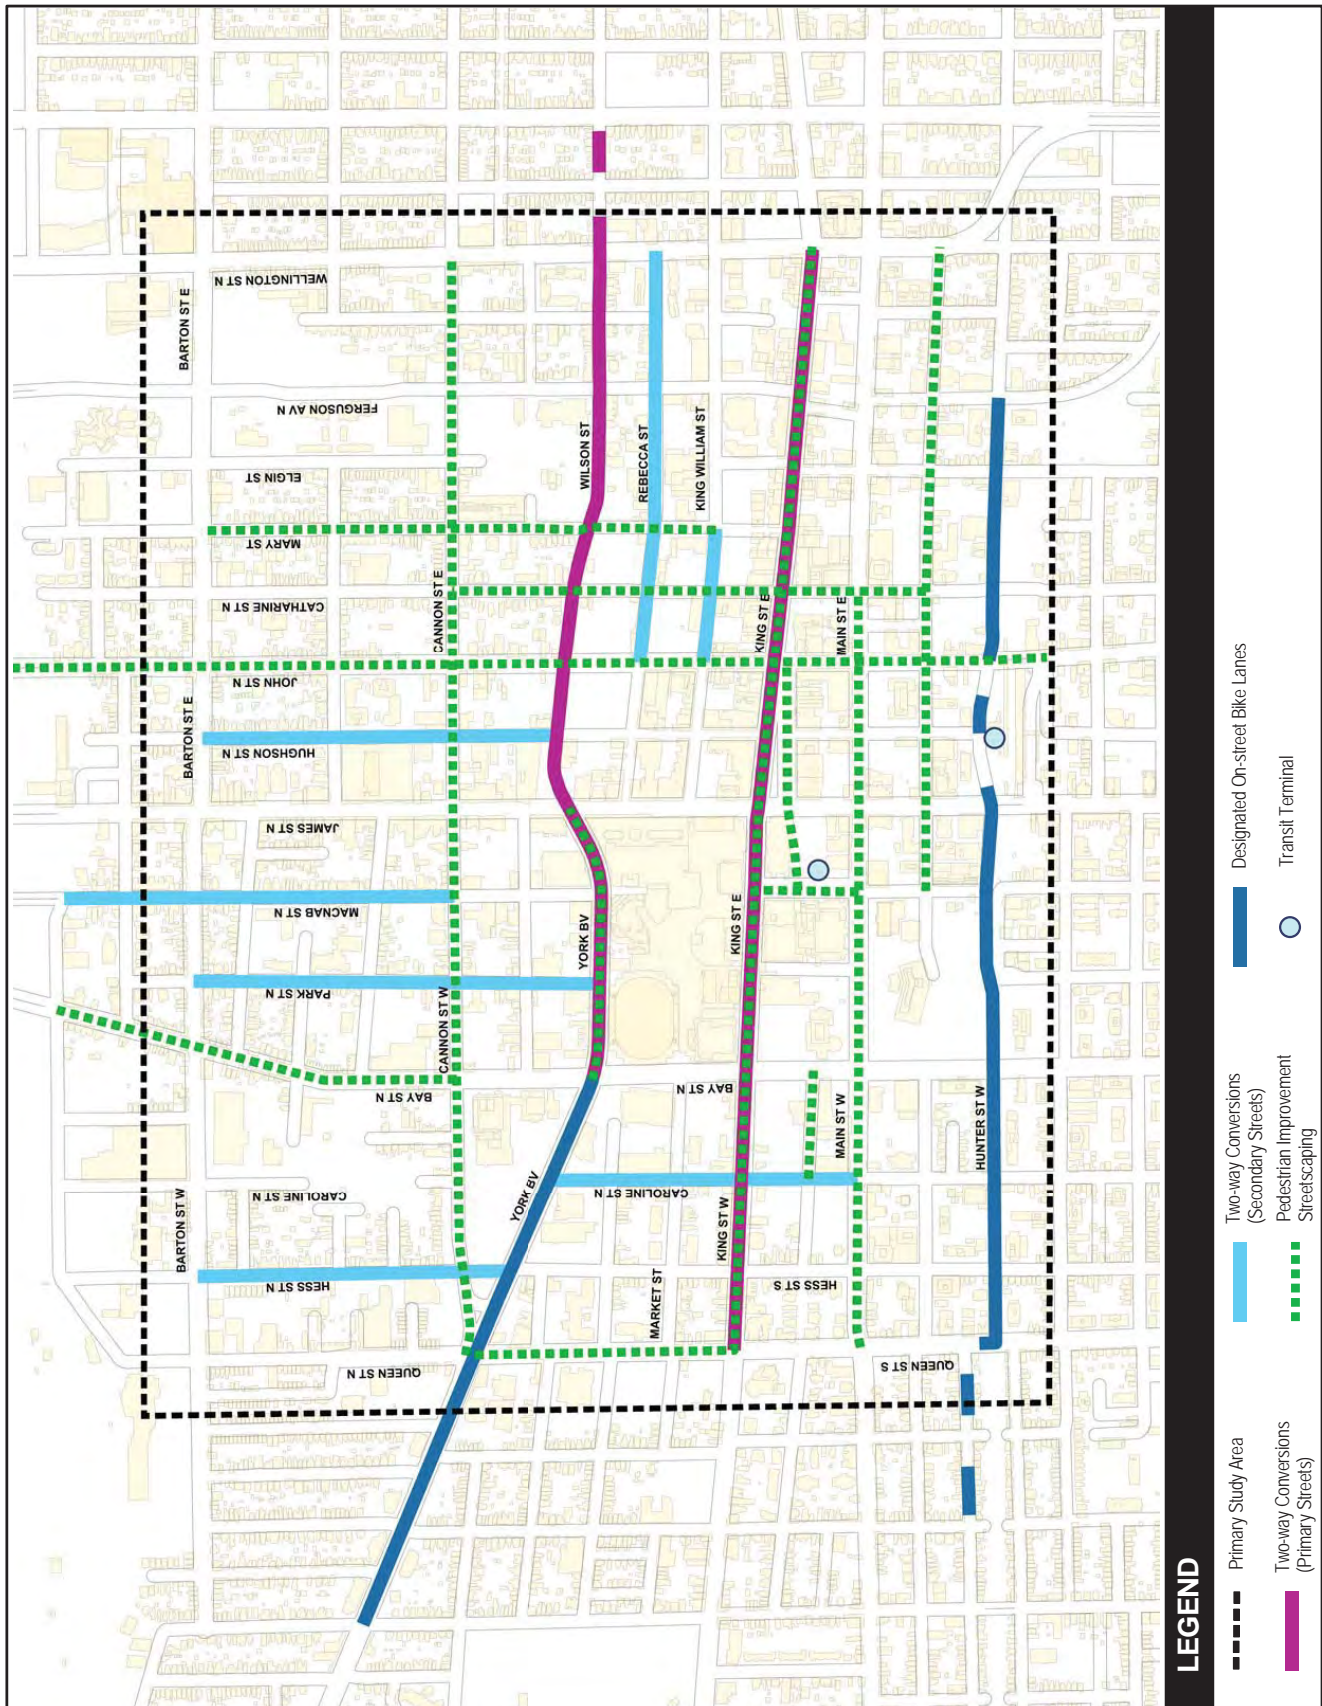 BARTON ST W
BARTON ST E
BARTON ST E
QUEEN ST N
HESS ST N
CAROLINE ST N
BAY ST N
PARK ST N
MACNAB ST N
JAMES ST N
HUGHSON ST N
JOHN ST N
CATHARINE ST N
MARY ST
ELGIN ST
FERGUSON AV N
WELLINGTON ST N
CANNON ST W
CANNON ST E
YORK BV
YORK BV
WILSON ST
REBECCA ST
KING WILLIAM ST
MARKET ST
CAROLINE ST N
BAY ST N
KING ST W
KING ST E
KING ST E
HESS ST S
MAIN ST W
MAIN ST E
QUEEN ST S
HUNTER ST W
LEGEND
Primary Study Area
Two-way Conversions
(Primary Streets)
Two-way Conversions
(Secondary Streets)
Pedestrian Improvement
Streetscaping
Designated On-street Bike Lanes
Transit Terminal